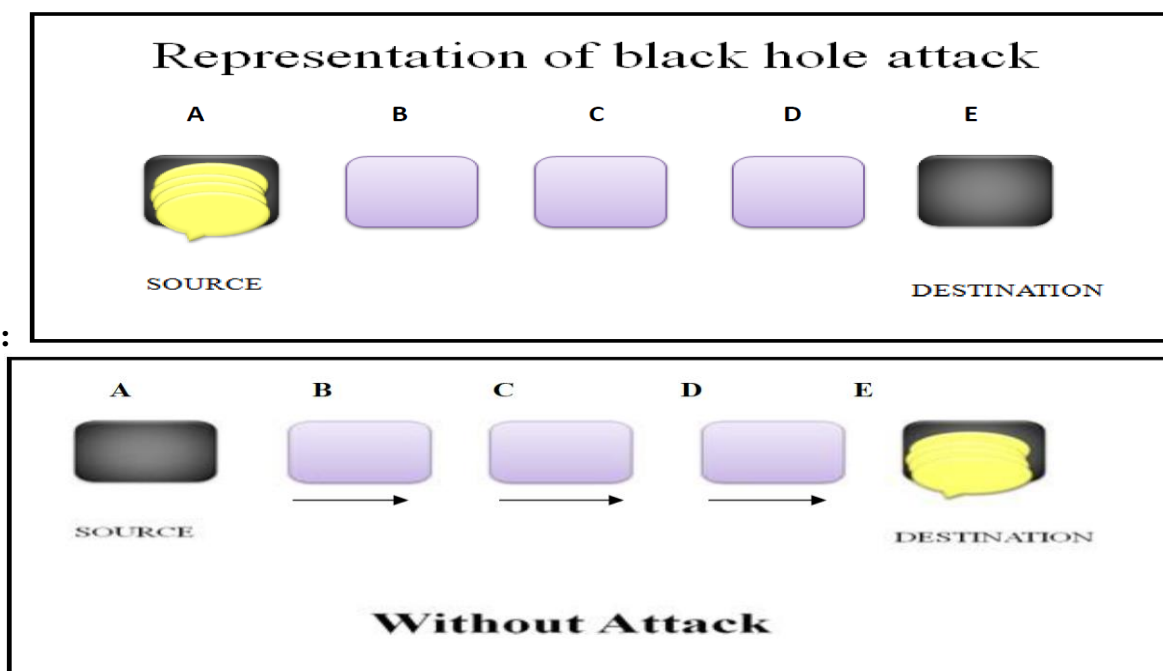 Representation of black hole attack
A B C D E
SOURCE
DESTINATION
:
A B C D E
SOURCE
DESTINATION
Without Attack